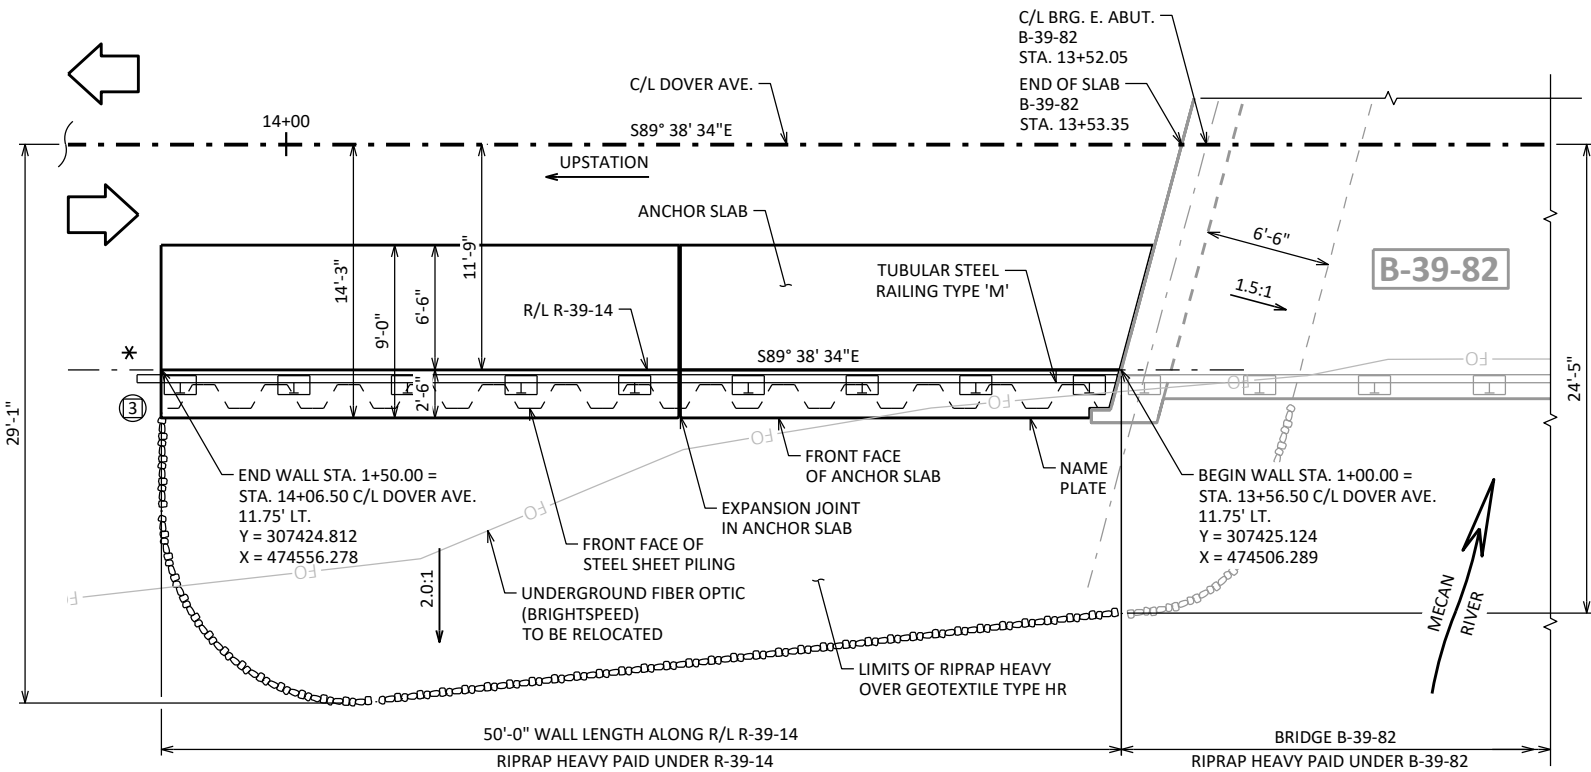 C/L BRG. E. ABUT.
B-39-82
STA. 13+52.05
END OF SLAB
B-39-82
STA. 13+53.35
C/L DOVER AVE.
14+00
S89° 38' 34"E
UPSTATION
ANCHOR SLAB
6'-6"
1.5:1
B-39-82
TUBULAR STEEL
RAILING TYPE 'M'
14'-3"
9'-0"
6'-6"
11'-9"
R/L R-39-14
S89° 38' 34"E
*
3
2'-6"
29'-1"
24'-5"
FO
FO
FO
FO
FO
FO
FO
END WALL STA. 1+50.00 =
STA. 14+06.50 C/L DOVER AVE.
11.75' LT.
Y = 307424.812
X = 474556.278
FRONT FACE
OF ANCHOR SLAB
NAME
PLATE
BEGIN WALL STA. 1+00.00 =
STA. 13+56.50 C/L DOVER AVE.
11.75' LT.
Y = 307425.124
X = 474506.289
EXPANSION JOINT
IN ANCHOR SLAB
FRONT FACE OF
STEEL SHEET PILING
2.0:1
UNDERGROUND FIBER OPTIC
(BRIGHTSPEED)
TO BE RELOCATED
MECAN
RIVER
LIMITS OF RIPRAP HEAVY
OVER GEOTEXTILE TYPE HR
50'-0" WALL LENGTH ALONG R/L R-39-14
RIPRAP HEAVY PAID UNDER R-39-14
BRIDGE B-39-82
RIPRAP HEAVY PAID UNDER B-39-82